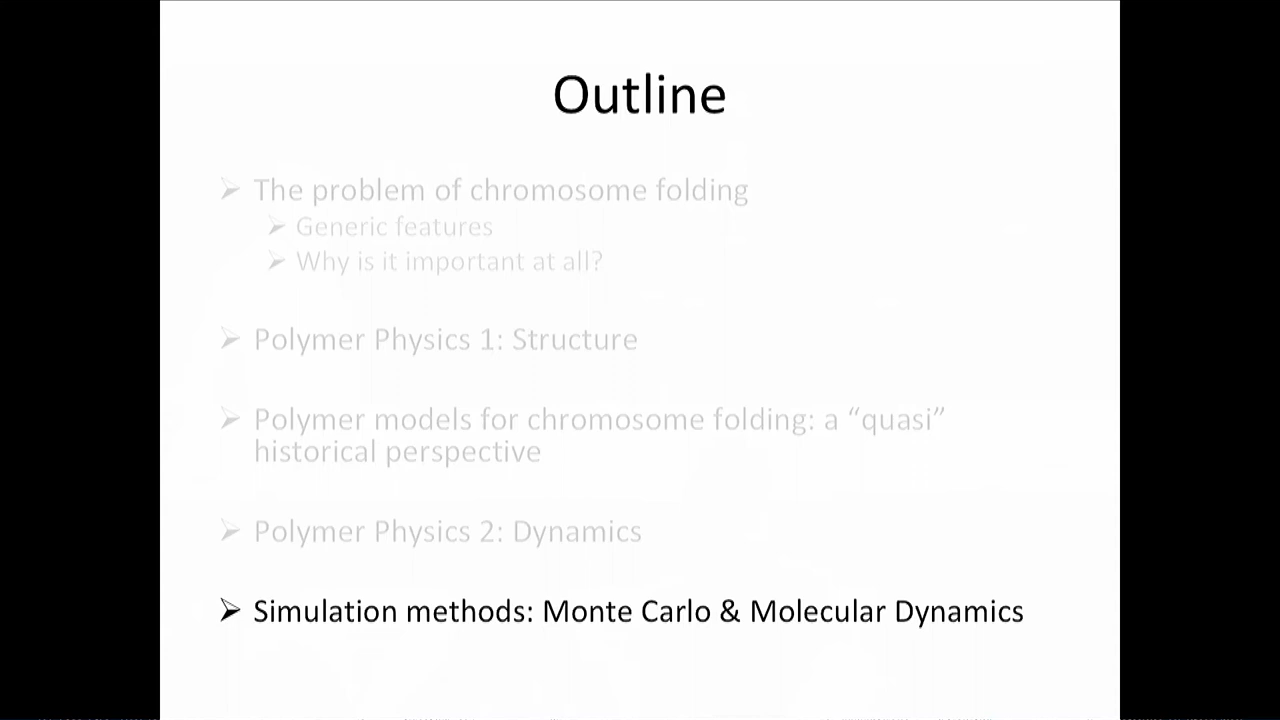 Outline
➢ The problem of chromosome folding
➢ Generic features
➢ Why is it important at all?
➢ Polymer Physics 1: Structure
➢ Polymer models for chromosome folding: a “quasi”
historical perspective
➢ Polymer Physics 2: Dynamics
➢ Simulation methods: Monte Carlo & Molecular Dynamics